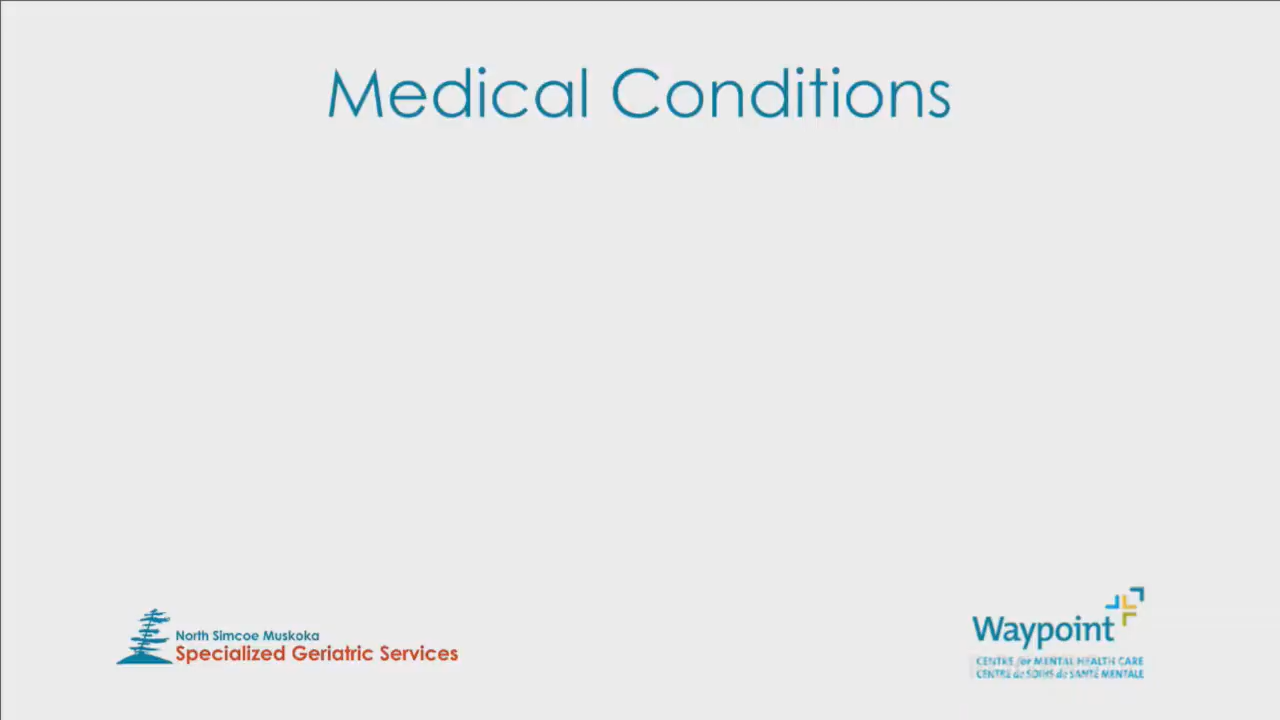 Medical Conditions
North Simcoe Muskoka
Specialized Geriatric Services
Waypoint
CENTRE for MENTAL HEALTH CARE
CENTRE de SOINS de SANTÉ MENTALE